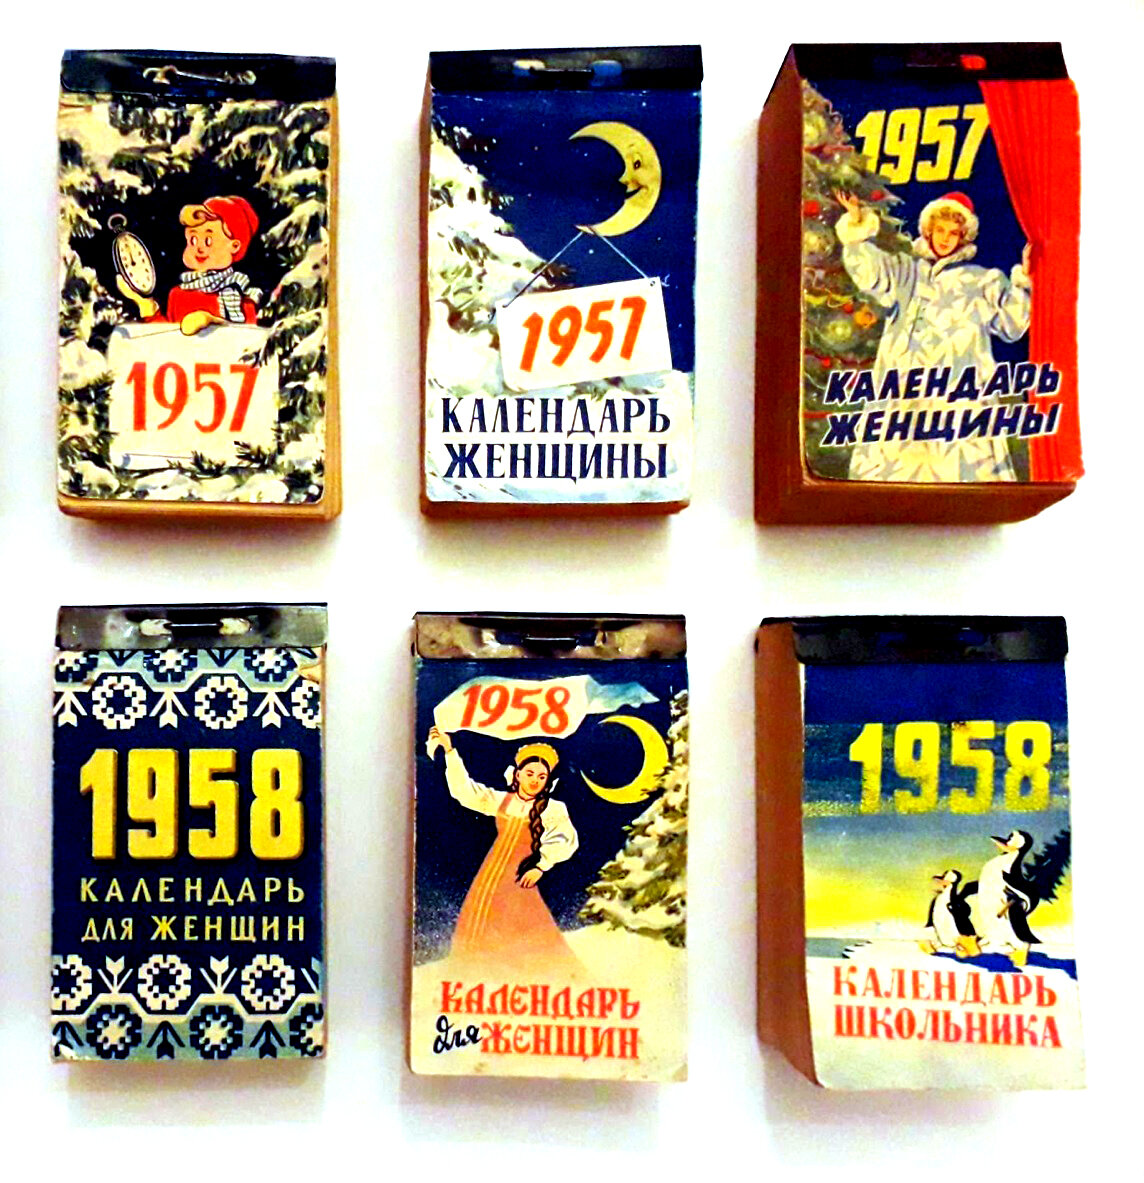 1957
1957
КАЛЕНДАРЬ
ЖЕНЩИНЫ
1957
КАЛЕНДАРЬ
ЖЕНЩИНЫ
1958
КАЛЕНДАРЬ
ДЛЯ ЖЕНЩИН
1958
КАЛЕНДАРЬ
для ЖЕНЩИН
1958
КАЛЕНДАРЬ
ШКОЛЬНИКА